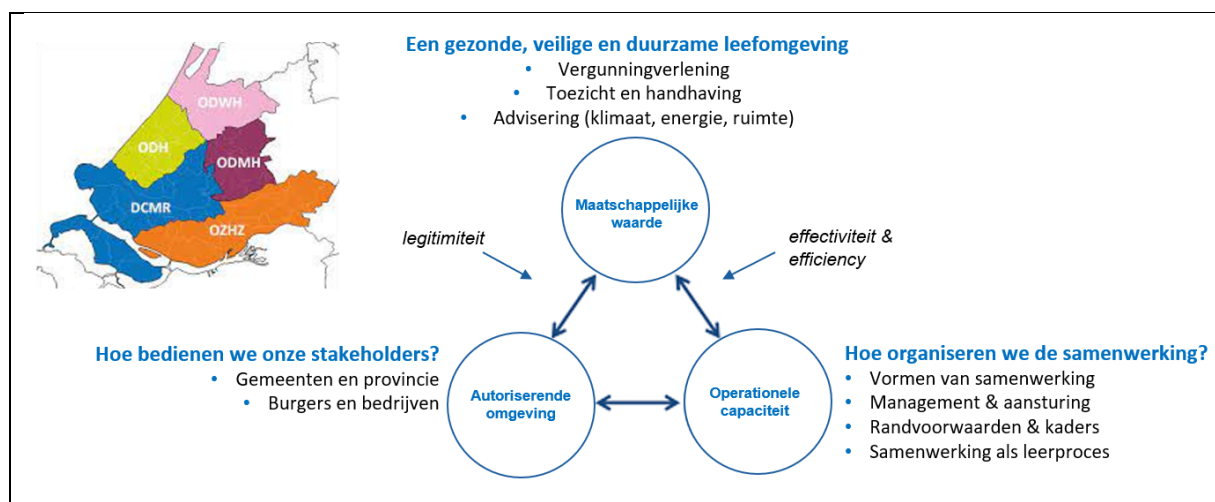 Een gezonde, veilige en duurzame leefomgeving
• Vergunningverlening
• Toezicht en handhaving
• Advisering (klimaat, energie, ruimte)
ODWH
ODH
ODMH
DCMR
OZHZ
Maatschappelijke
waarde
legitimiteit
effectiviteit &
efficiency
Hoe bedienen we onze stakeholders?
• Gemeenten en provincie
• Burgers en bedrijven
Autoriserende
omgeving
Operationele
capaciteit
Hoe organiseren we de samenwerking?
• Vormen van samenwerking
• Management & aansturing
• Randvoorwaarden & kaders
• Samenwerking als leerproces